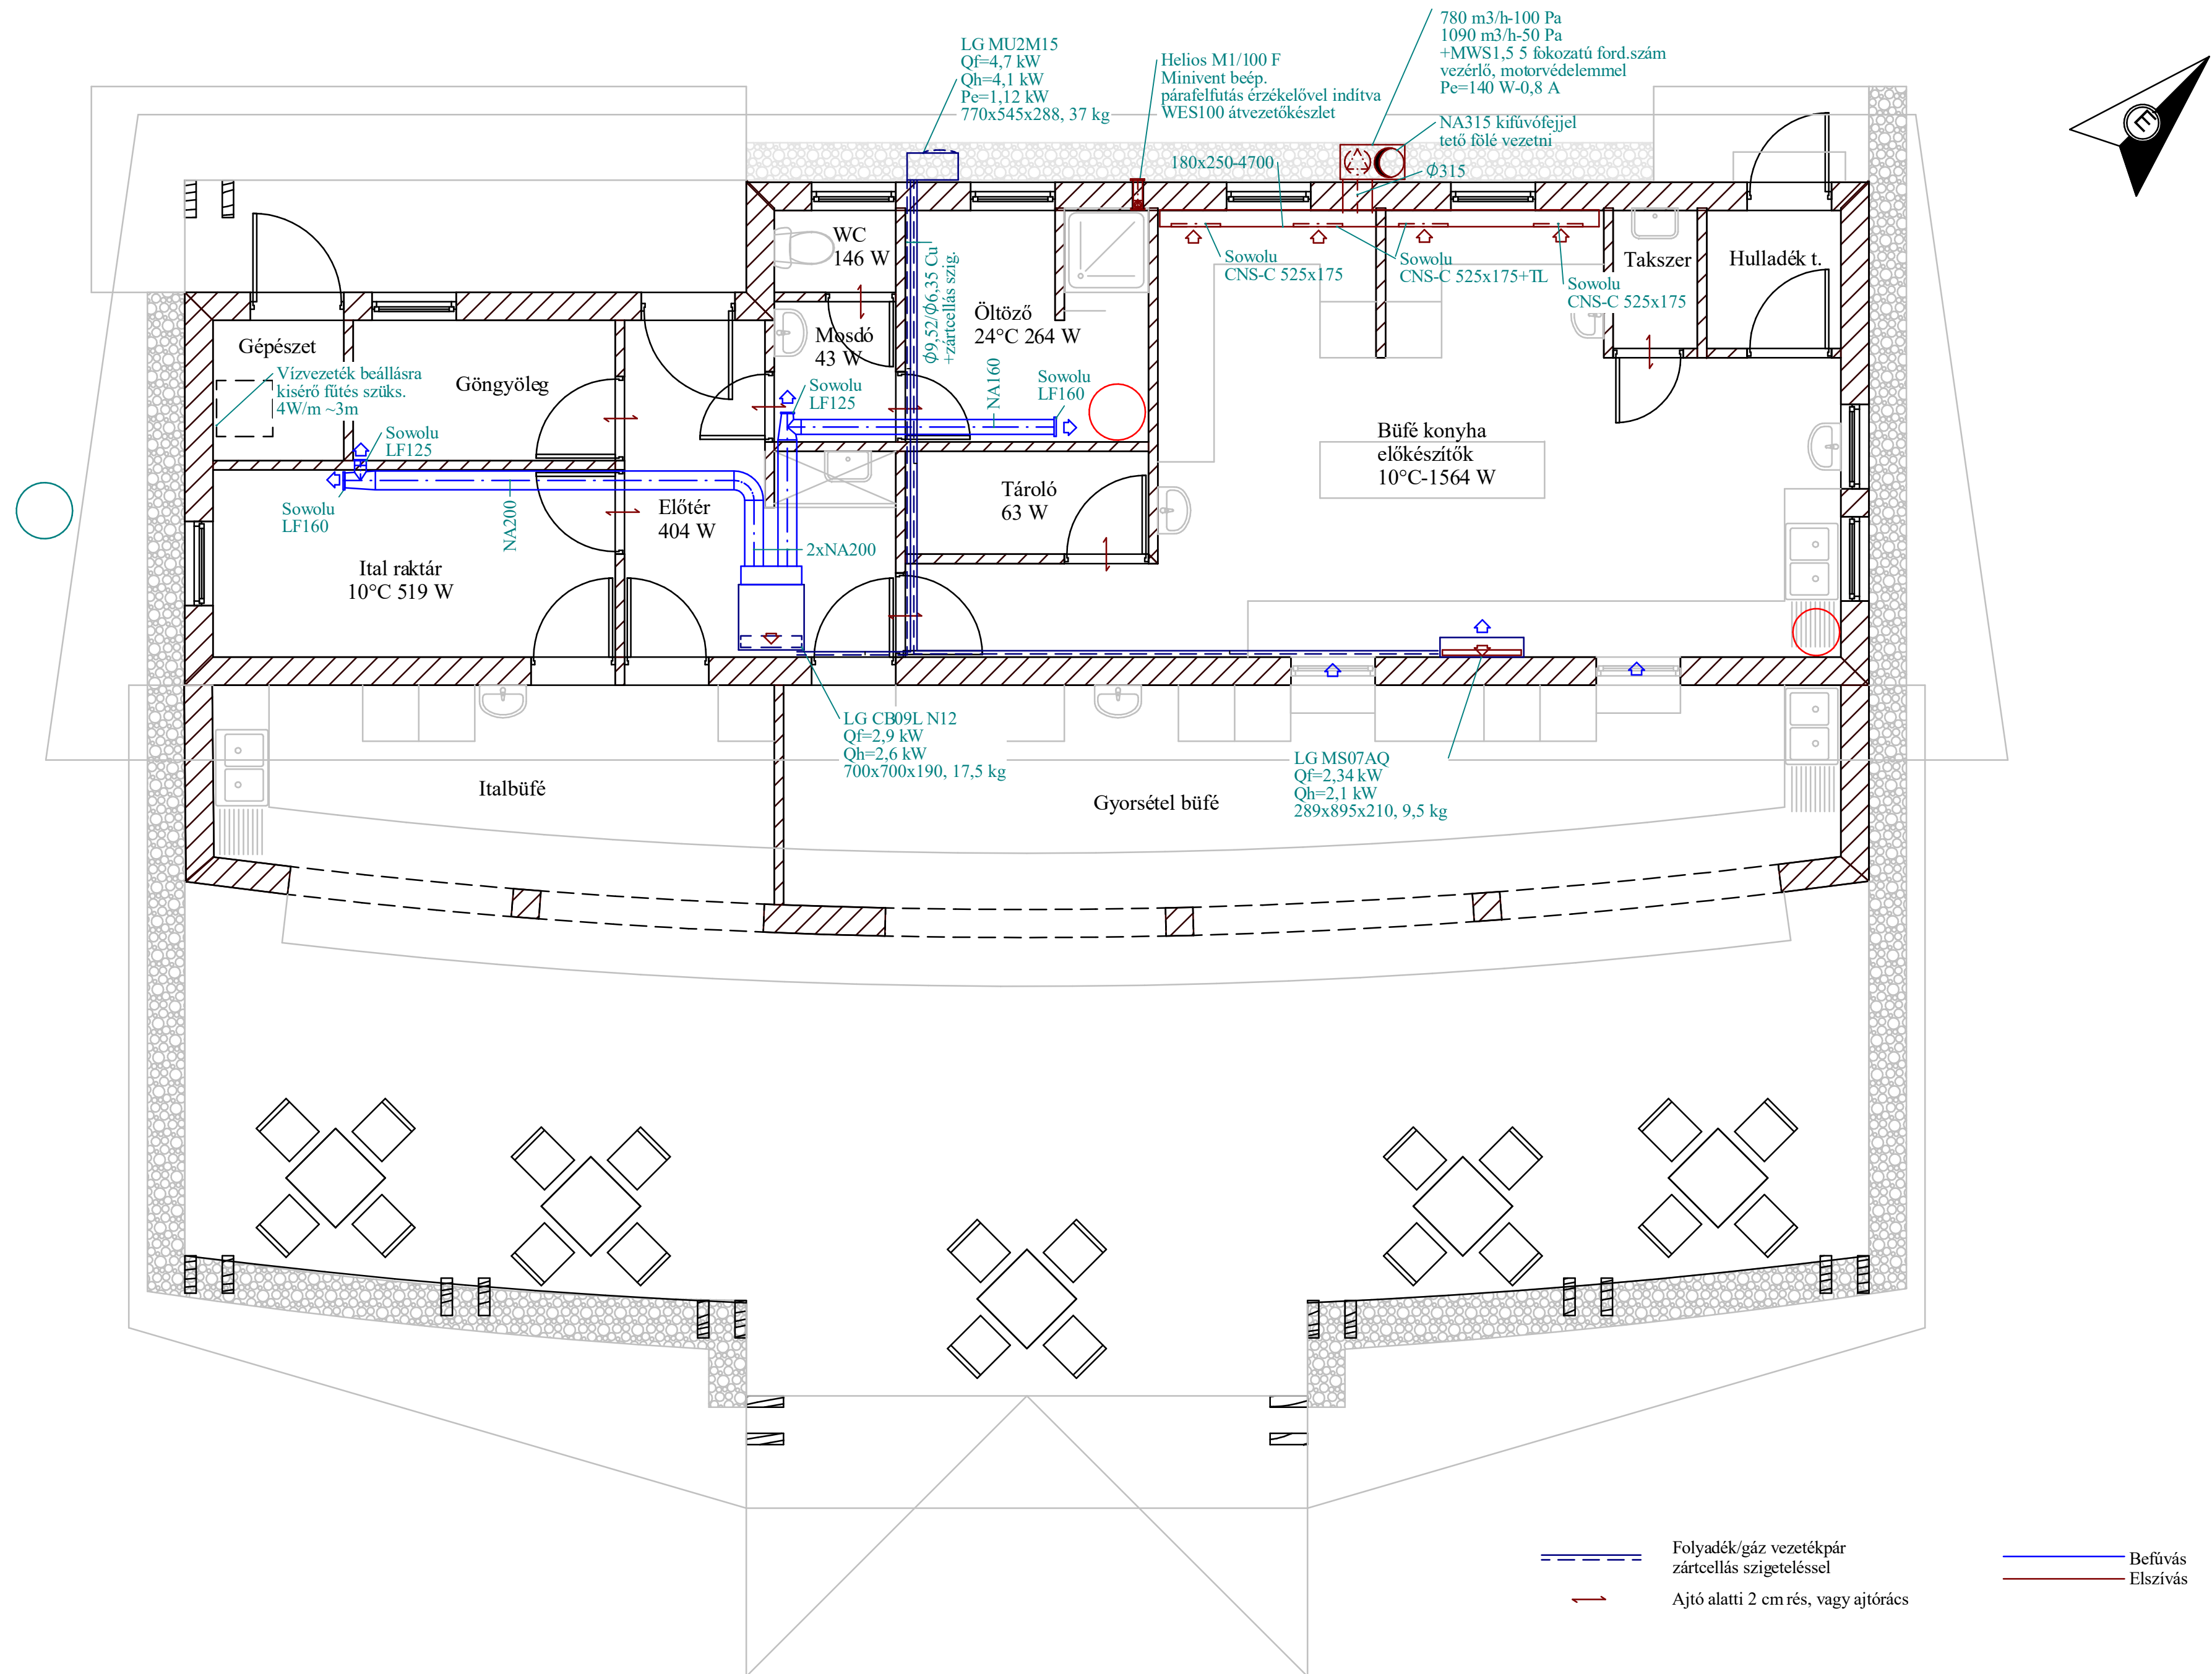 780 m3/h-100 Pa
1090 m3/h-50 Pa
+MWS1,5 5 fokozatú ford.szám
vezérlő, motorvédelemmel
Pe=140 W-0,8 A
LG MU2M15
Qf=4,7 kW
Qh=4,1 kW
Pe=1,12 kW
770x545x288, 37 kg
Helios M1/100 F
Minivent beép.
párafelfutás érzékelővel indítva
WES100 átvezetőkészlet
NA315 kifúvófejjel
tető fölé vezetni
É
180x250-4700
ϕ315
WC
146 W
ϕ9,52/ϕ6,35 Cu
+zártcellás szig.
Sowolu
CNS-C 525x175
Sowolu
CNS-C 525x175+TL
Sowolu
CNS-C 525x175
Takszer
Hulladék t.
Öltöző
24°C 264 W
Mosdó
43 W
Gépészet
Vízvezeték beállásra
kisérő fűtés szüks.
4W/m ~3m
Göngyöleg
Sowolu
LF125
NA160
Sowolu
LF160
Sowolu
LF125
Büfé konyha
előkészítők
10°C-1564 W
Sowolu
LF160
NA200
Előtér
404 W
Tároló
63 W
2xNA200
Ital raktár
10°C 519 W
LG CB09L N12
Qf=2,9 kW
Qh=2,6 kW
700x700x190, 17,5 kg
LG MS07AQ
Qf=2,34 kW
Qh=2,1 kW
289x895x210, 9,5 kg
Italbüfé
Gyorsétel büfé
Folyadék/gáz vezetékpár
zártcellás szigeteléssel
Ajtó alatti 2 cm rés, vagy ajtórács
Befúvás
Elszívás